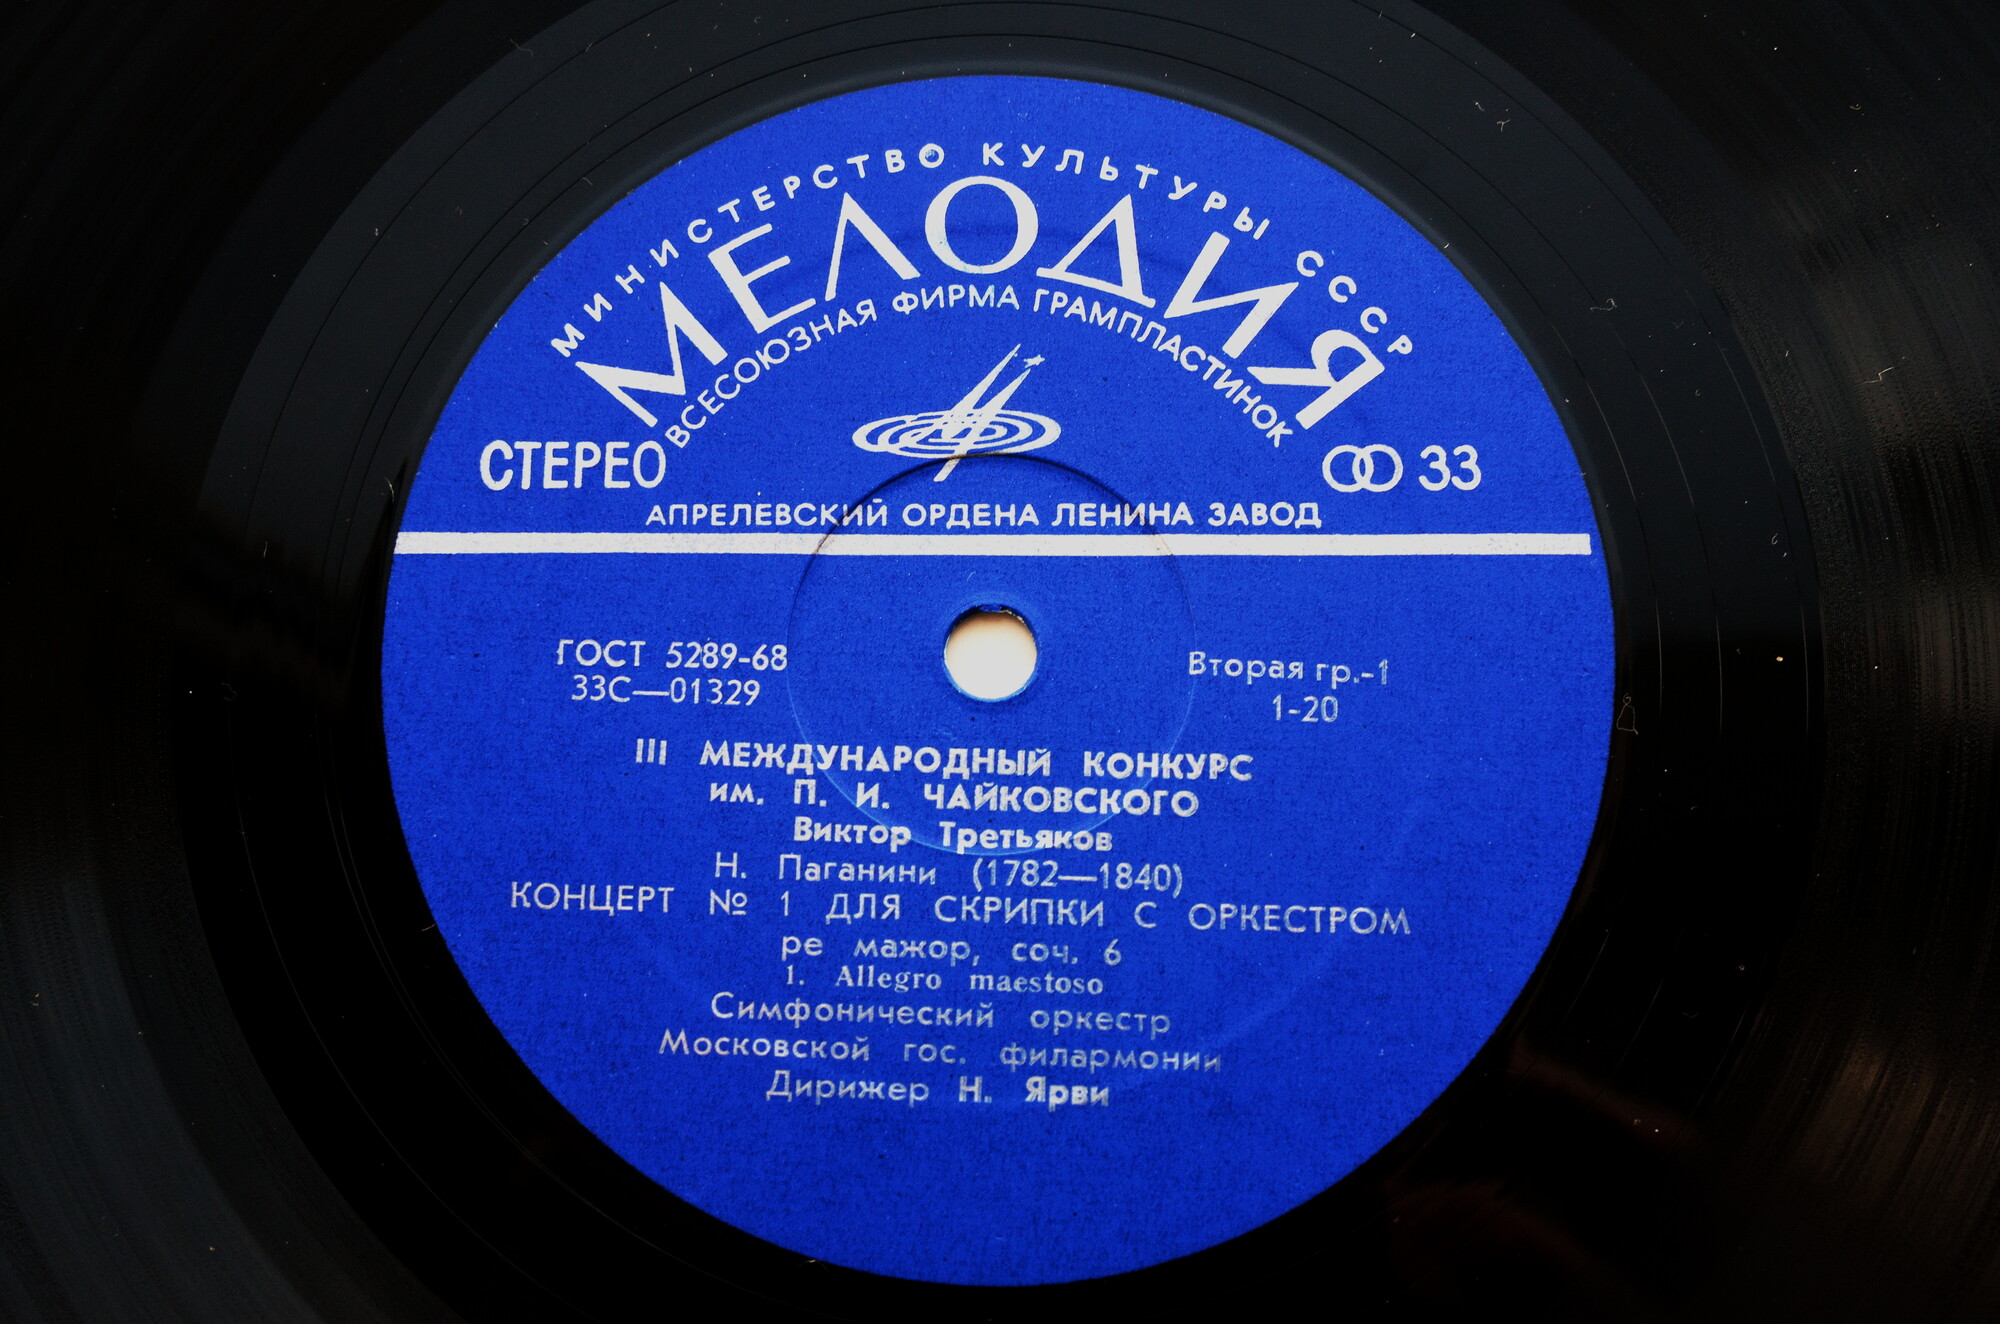 МИНИСТЕРСТВО КУЛЬТУРЫ СССР
МЕЛОДИЯ
ВСЕСОЮЗНАЯ ФИРМА ГРАМПЛАСТИНОК
СТЕРЕО
33
АПРЕЛЕВСКИЙ ОРДЕНА ЛЕНИНА ЗАВОД
ГОСТ 5289-68
33С—01329
Вторая гр.-1
1-20
III МЕЖДУНАРОДНЫЙ КОНКУРС
им. П. И. ЧАЙКОВСКОГО
Виктор Третьяков
Н. Паганини (1782—1840)
КОНЦЕРТ № 1 ДЛЯ СКРИПКИ С ОРКЕСТРОМ
ре мажор, соч. 6
1. Allegro maestoso
Симфонический оркестр
Московской гос. филармонии
Дирижер Н. Ярви